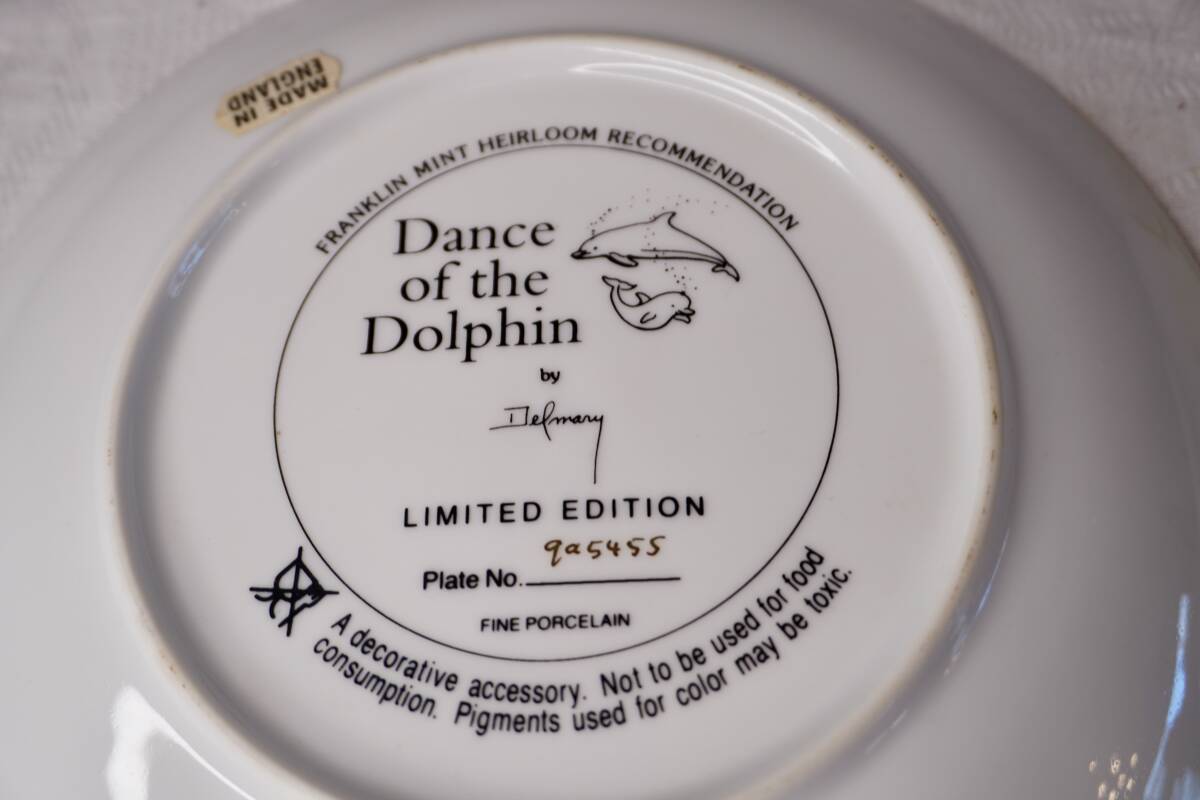 MADE IN
ENGLAND
FRANKLIN MINT HEIRLOOM RECOMMENDATION
Dance
of the
Dolphin
by
Delmary
LIMITED EDITION
qa5455
Plate No.
FINE PORCELAIN
A decorative accessory. Not to be used for food
consumption. Pigments used for color may be toxic.